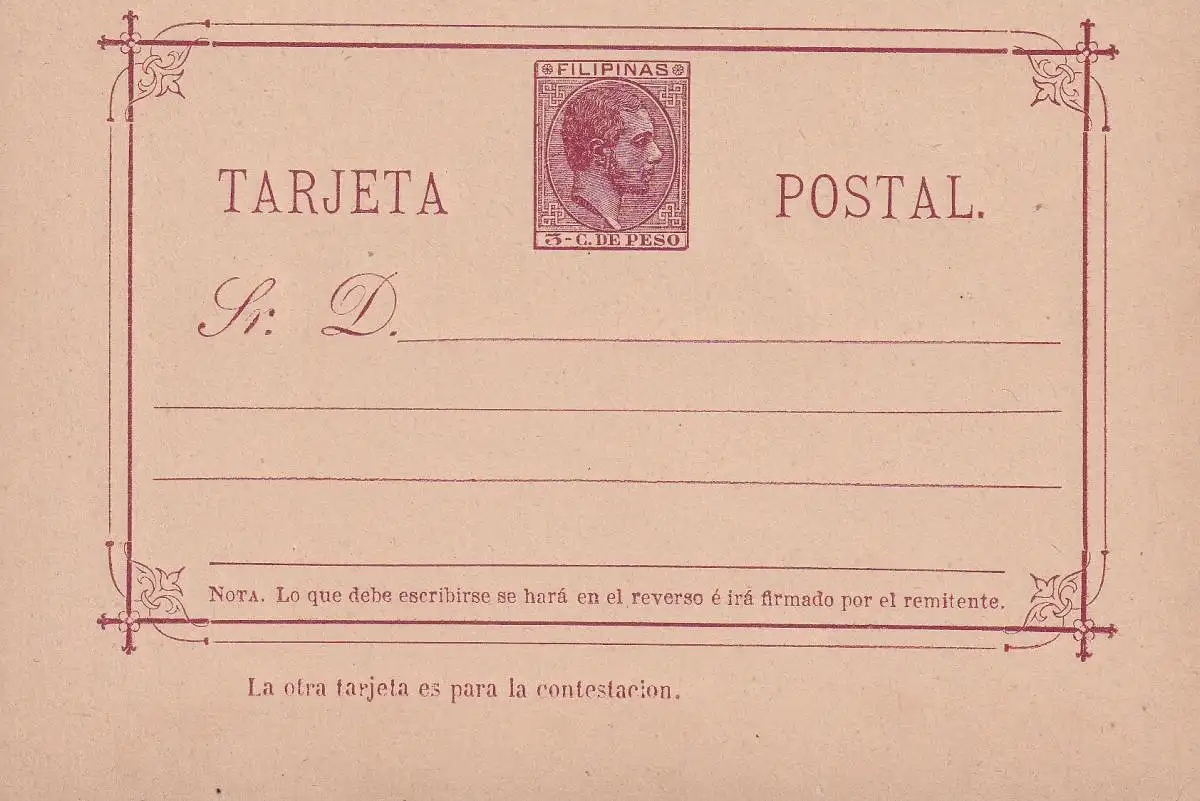 FILIPINAS
3-C. DE PESO
TARJETA POSTAL.
Sr. D.
NOTA. Lo que debe escribirse se hará en el reverso é irá firmado por el remitente.
La otra tarjeta es para la contestacion.